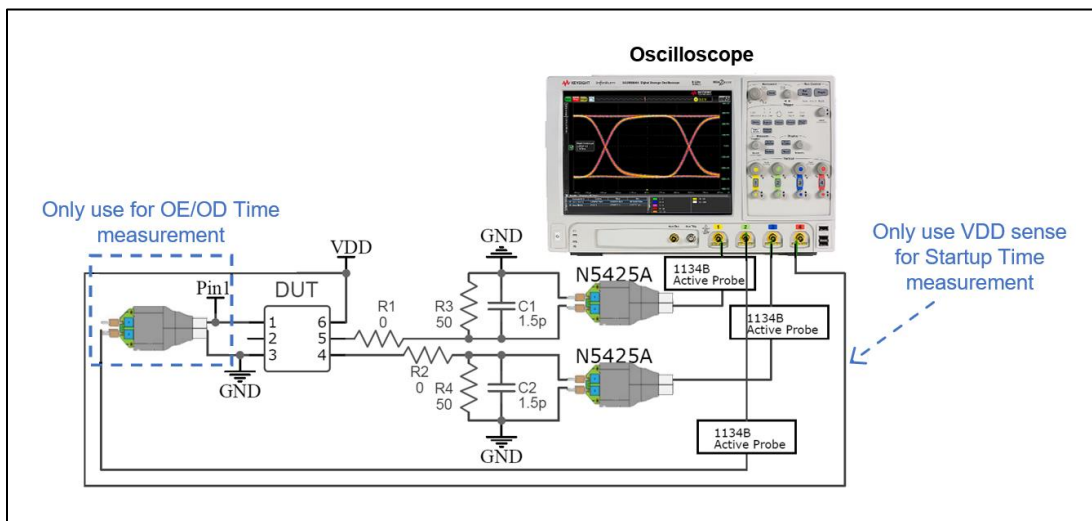 Oscilloscope
KEYSIGHT
Only use for OE/OD Time
measurement
VDD
GND
N5425A
1134B
Active Probe
Only use VDD sense
for Startup Time
measurement
Pin1
DUT
R1
0
R3
50
C1
1.5p
1134B
Active Probe
1
2
3
6
5
4
GND
R2
0
R4
50
C2
1.5p
N5425A
GND
1134B
Active Probe